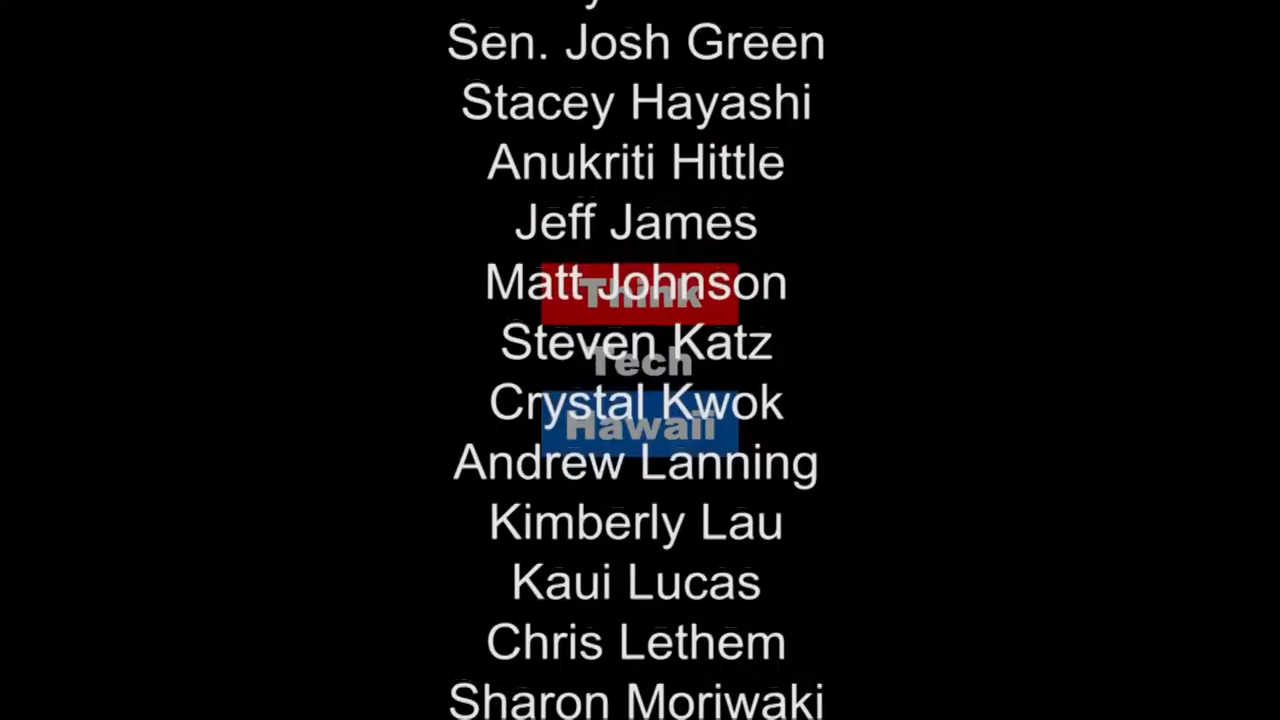 Sen. Josh Green
Stacey Hayashi
Anukriti Hittle
Jeff James
Matt Johnson
Think
Steven Katz
Tech
Crystal Kwok
Hawaii
Andrew Lanning
Kimberly Lau
Kaui Lucas
Chris Lethem
Sharon Moriwaki